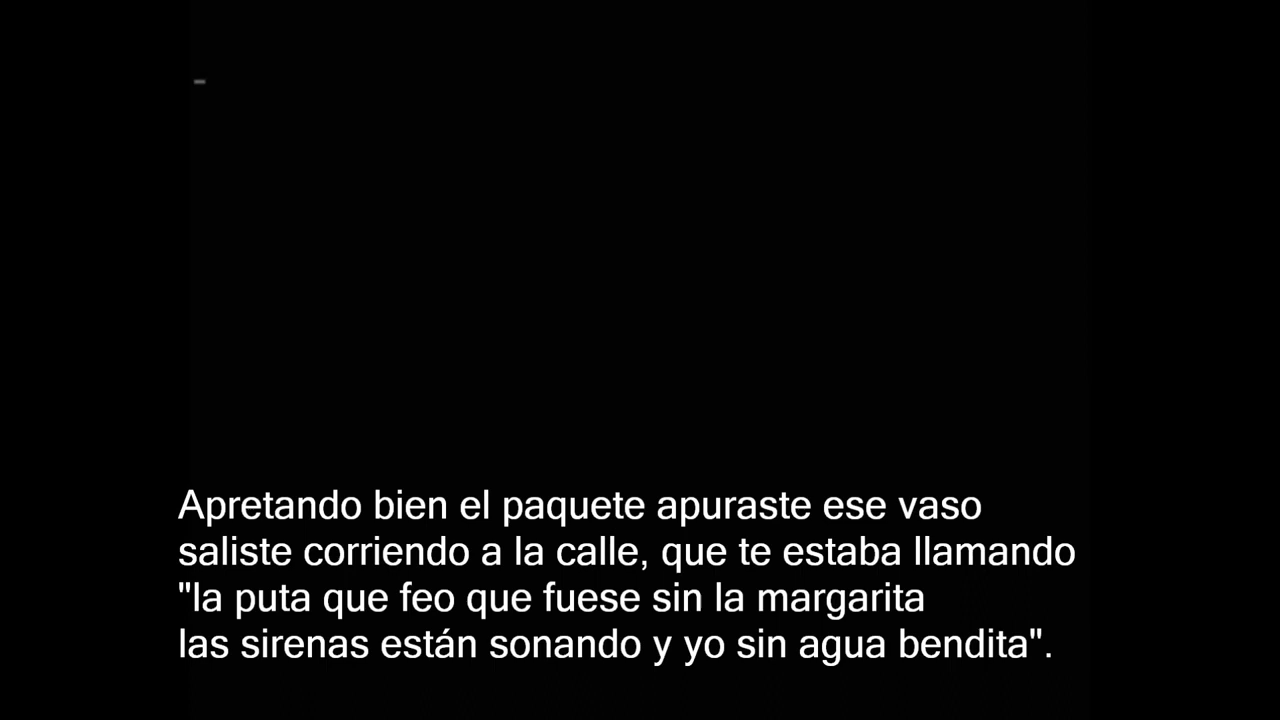 -
Apretando bien el paquete apuraste ese vaso
saliste corriendo a la calle, que te estaba llamando
"la puta que feo que fuese sin la margarita
las sirenas están sonando y yo sin agua bendita".